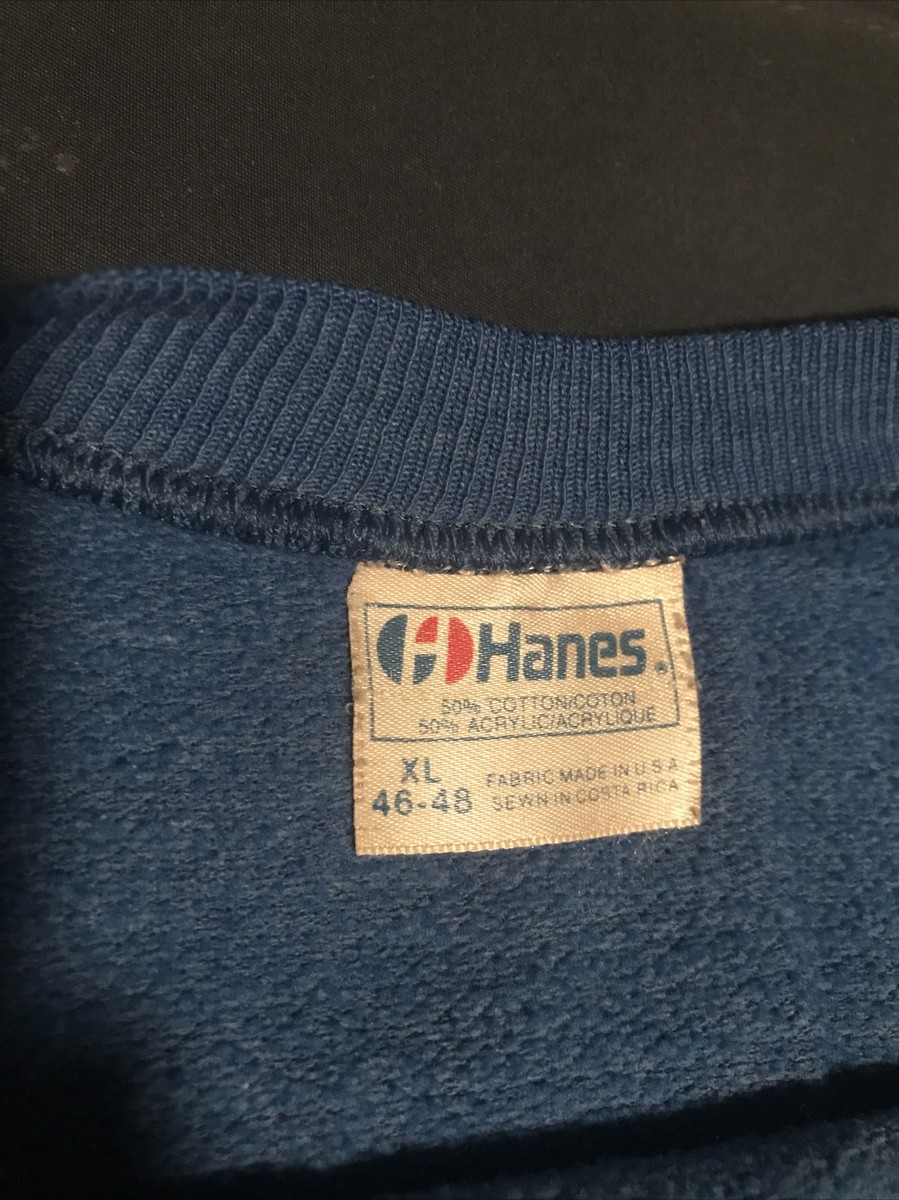 Hanes.
50% COTTON/COTON
50% ACRYLIC/ACRYLIQUE
XL
46-48
FABRIC MADE IN U S A
SEWN IN COSTA RICA